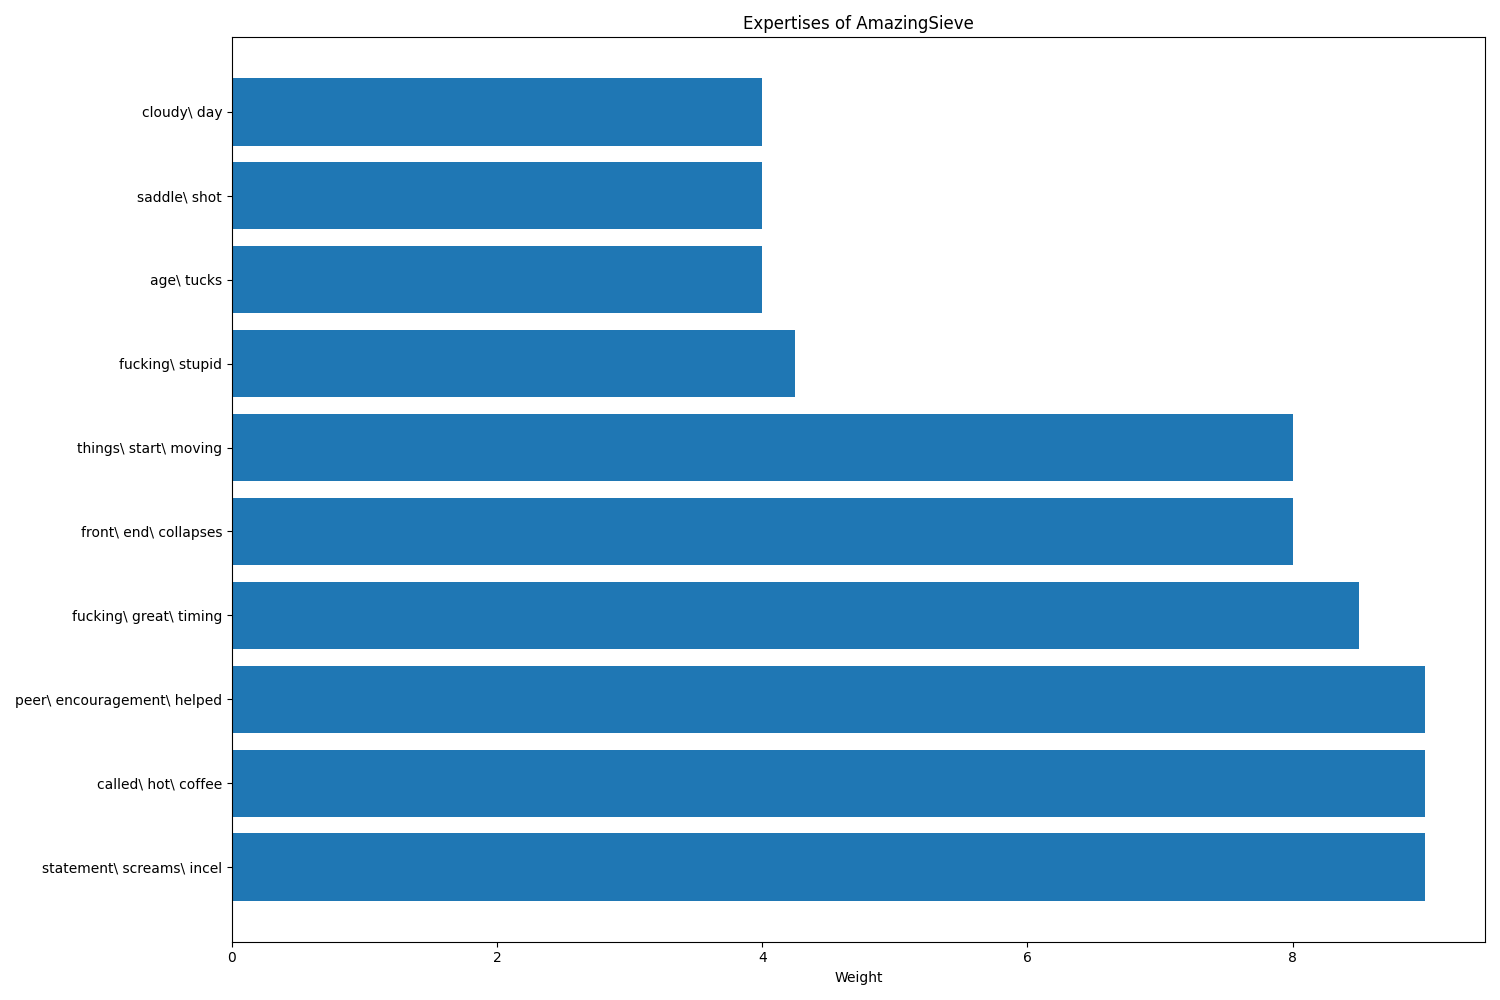 Expertises of AmazingSieve
cloudy\ day
saddle\ shot
age\ tucks
fucking\ stupid
things\ start\ moving
front\ end\ collapses
fucking\ great\ timing
peer\ encouragement\ helped
called\ hot\ coffee
statement\ screams\ incel
0 2 4 6 8
Weight